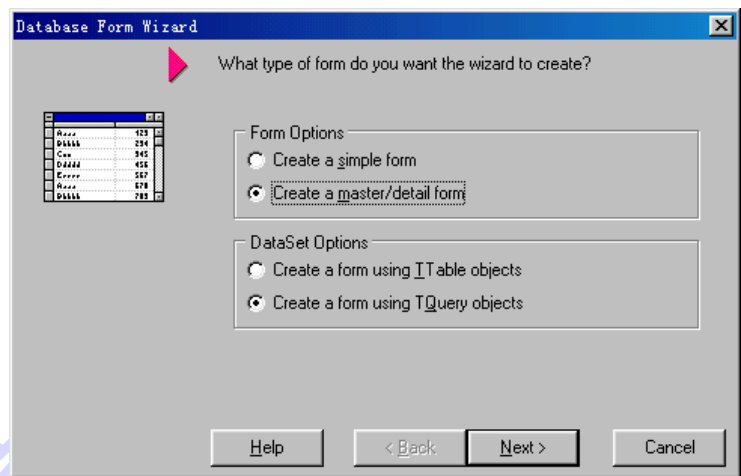 Database Form Wizard
What type of form do you want the wizard to create?
Form Options
Create a simple form
Create a master/detail form
DataSet Options
Create a form using TTable objects
Create a form using TQuery objects
Help
< Back
Next >
Cancel